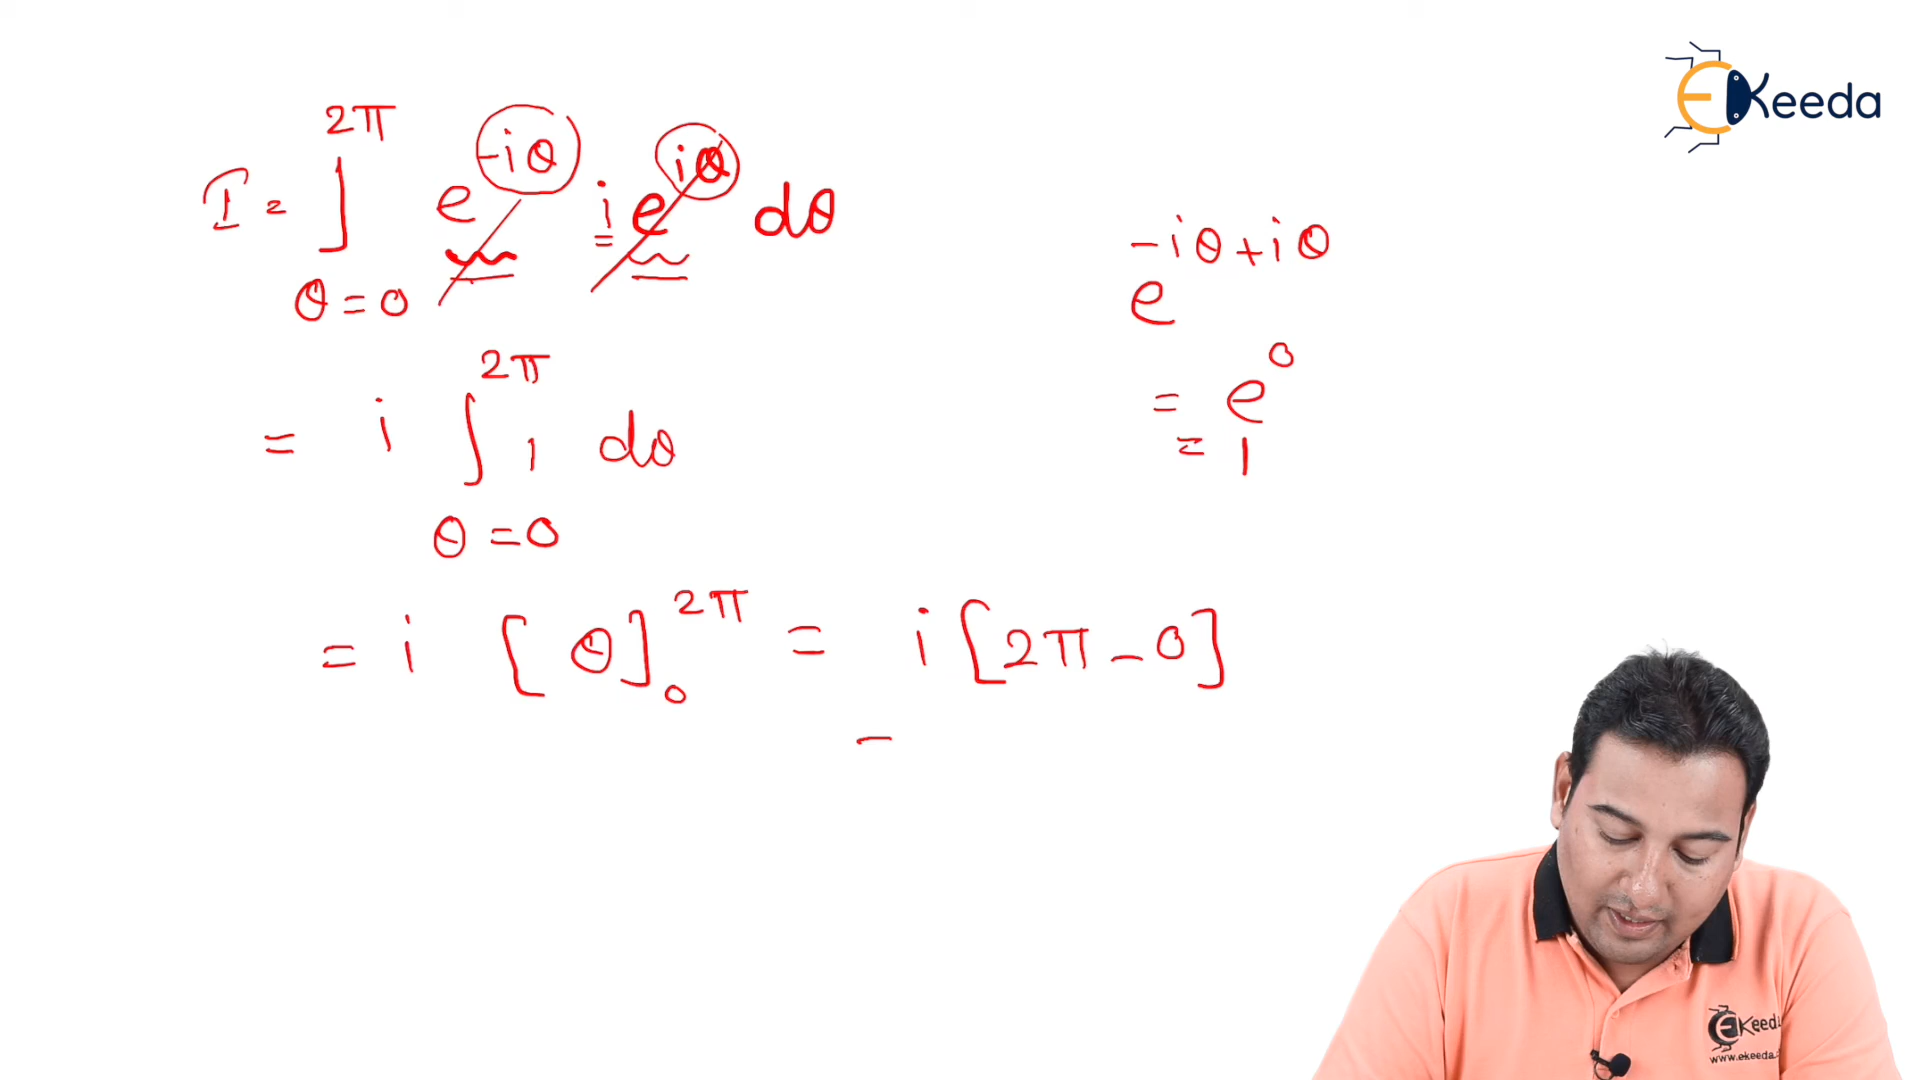 EKeeda
I = ∫_{θ=0}^{2π} e^{-iθ} i e^{iθ} dθ
e^{-iθ+iθ}
= e^0
= 1
= i ∫_{θ=0}^{2π} 1 dθ
= i [θ]_0^{2π} = i [2π - 0]
-
EKeeda
www.ekeeda.